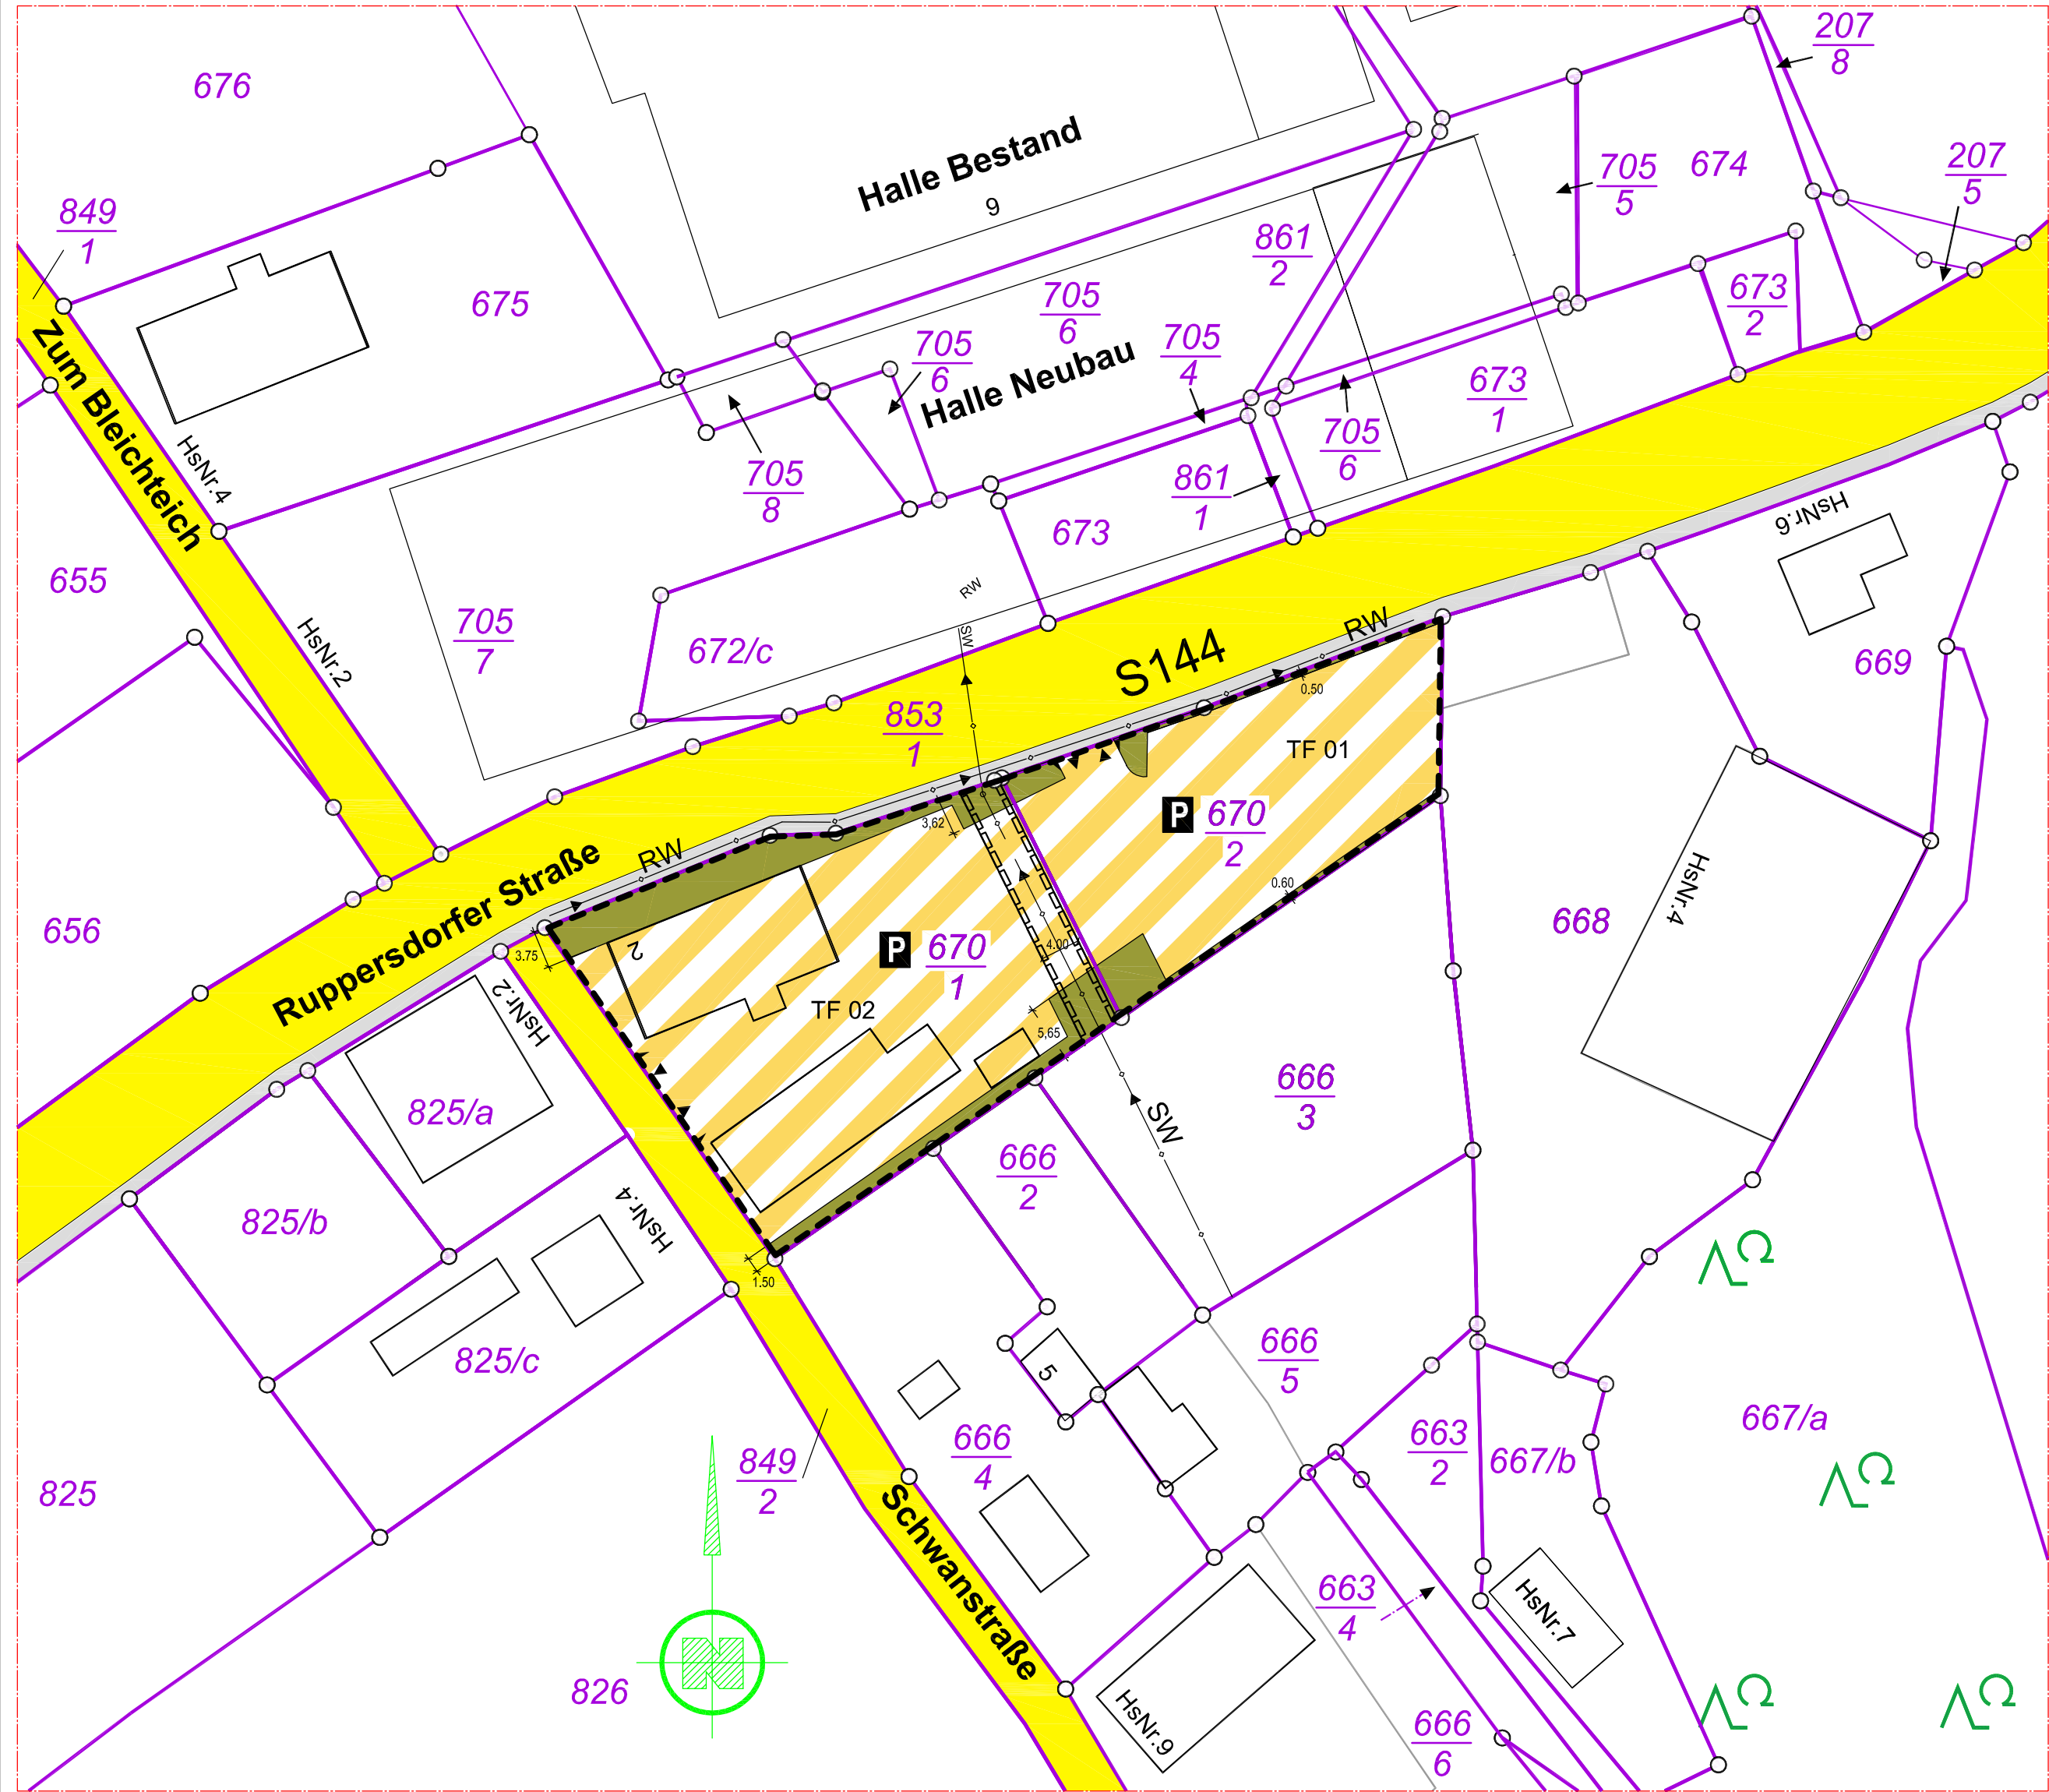 676
207
8
Halle Bestand
9
705
5
674
207
5
849
1
675
861
2
673
2
705
6
705
6
705
4
Halle Neubau
673
1
Zum Bleichteich
HsNr.4
705
8
861
1
705
6
673
HsNr.6
655
RW
SW
HsNr.2
705
7
672/c
S144
RW
669
0.50
853
1
TF 01
P
670
2
3,62
RW
Ruppersdorfer Straße
0.60
HsNr.4
656
2
3.75
P
670
1
4.00
668
TF 02
HsNr.2
5,65
825/a
666
3
SW
666
2
825/b
HsNr.4
1.50
825/c
666
5
5
667/a
849
2
666
4
663
2
667/b
825
Schwanstraße
663
4
HsNr.7
N
826
HsNr.9
666
6